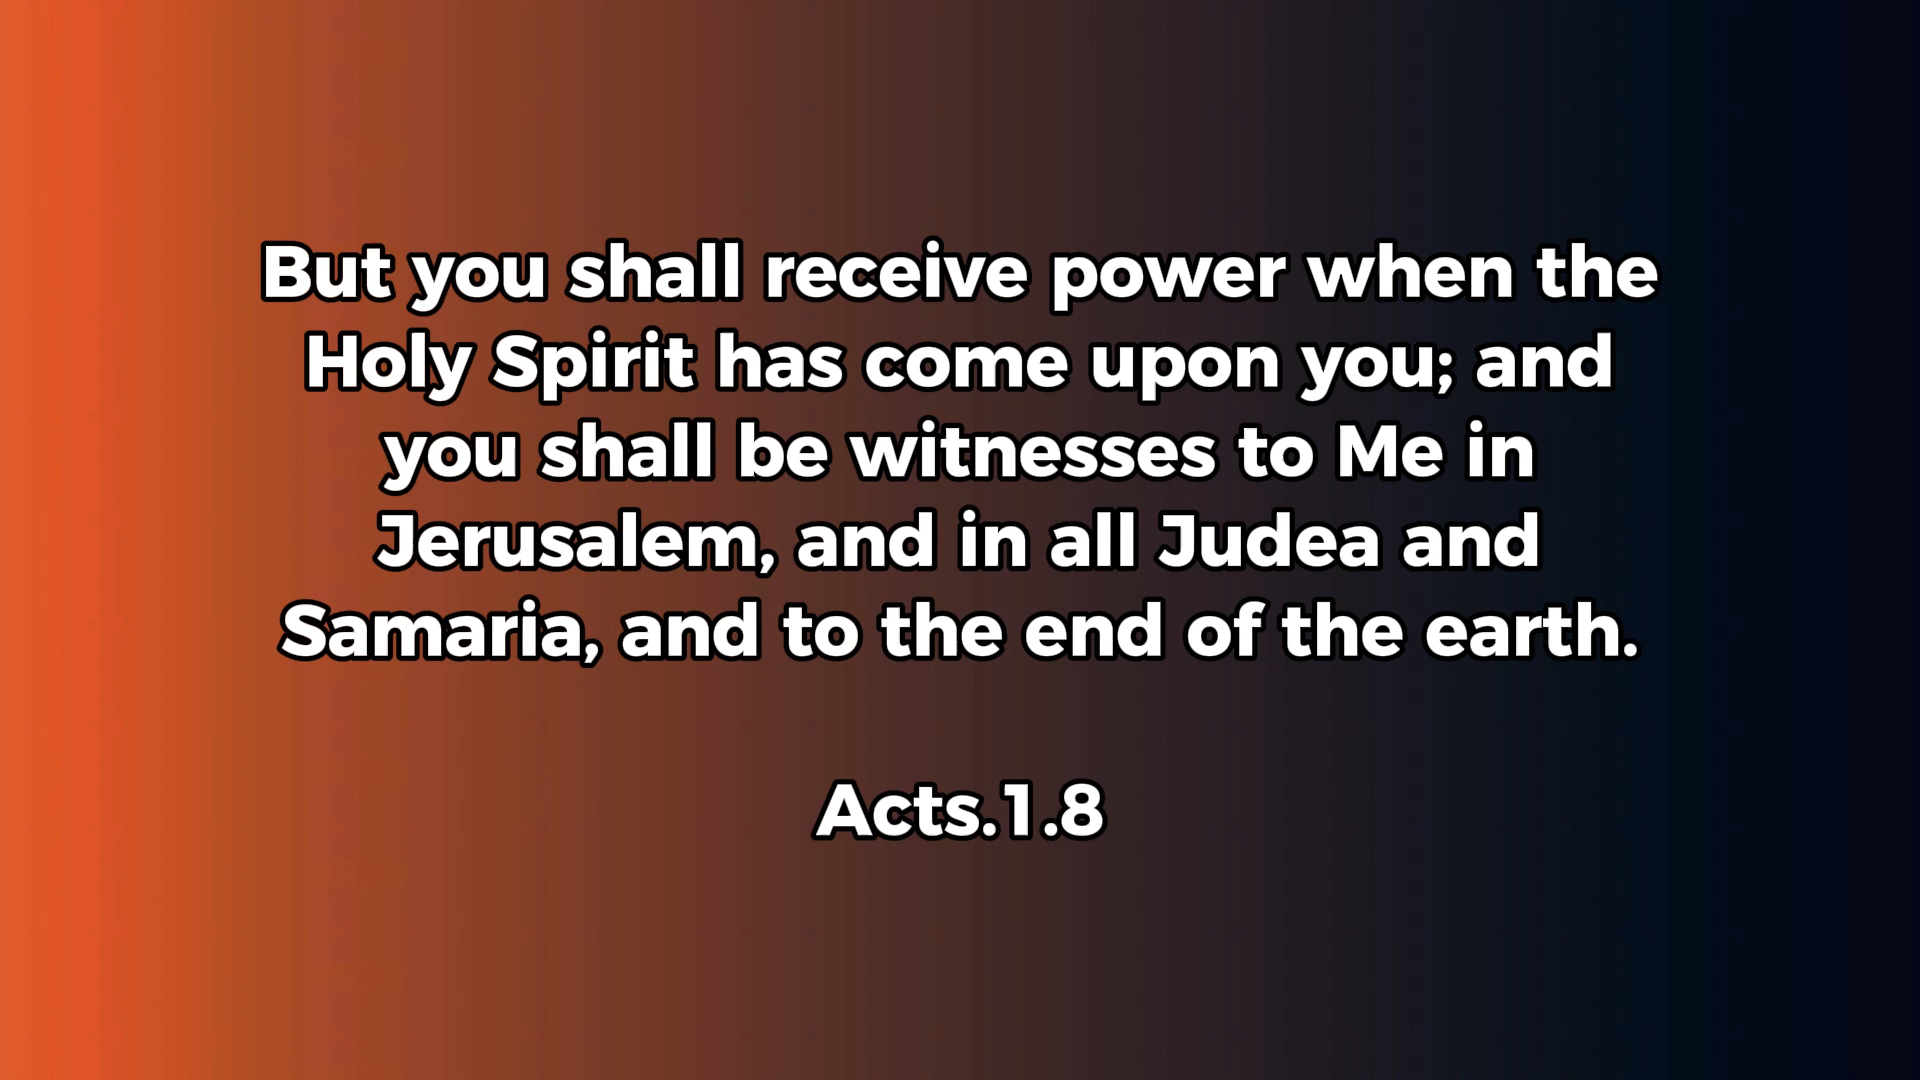 But you shall receive power when the
Holy Spirit has come upon you; and
you shall be witnesses to Me in
Jerusalem, and in all Judea and
Samaria, and to the end of the earth.
Acts.1.8